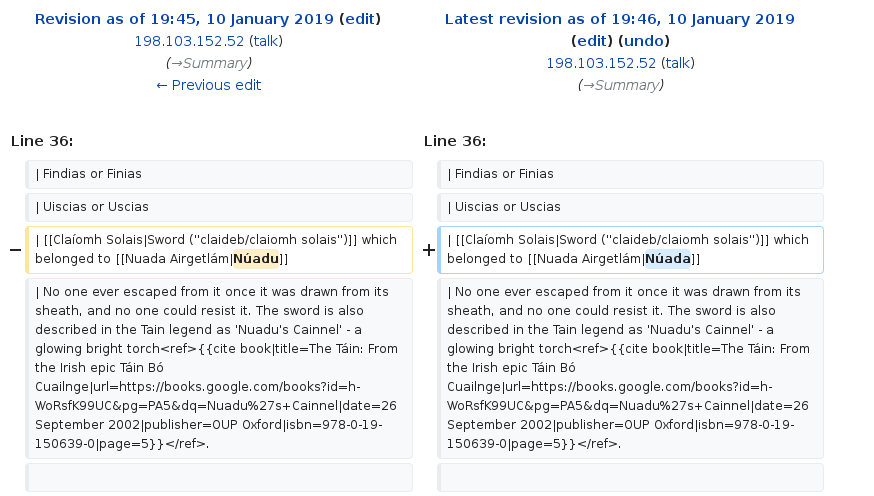 Revision as of 19:45, 10 January 2019 (edit)
198.103.152.52 (talk)
(→Summary)
← Previous edit
Latest revision as of 19:46, 10 January 2019
(edit) (undo)
198.103.152.52 (talk)
(→Summary)
Line 36:
Line 36:
| Findias or Finias
| Findias or Finias
| Uiscias or Uscias
| Uiscias or Uscias
− | [[Claíomh Solais|Sword (''claideb/claiomh solais'')]] which
belonged to [[Nuada Airgetlám|Núadu]]
+ | [[Claíomh Solais|Sword (''claideb/claiomh solais'')]] which
belonged to [[Nuada Airgetlám|Núada]]
| No one ever escaped from it once it was drawn from its
sheath, and no one could resist it. The sword is also
described in the Tain legend as 'Nuadu's Cainnel' - a
glowing bright torch<ref>{{cite book|title=The Táin: From
the Irish epic Táin Bó
Cuailnge|url=https://books.google.com/books?id=h-
WoRsfK99UC&pg=PA5&dq=Nuadu%27s+Cainnel|date=26
September 2002|publisher=OUP Oxford|isbn=978-0-19-
150639-0|page=5}}</ref>.
| No one ever escaped from it once it was drawn from its
sheath, and no one could resist it. The sword is also
described in the Tain legend as 'Nuadu's Cainnel' - a
glowing bright torch<ref>{{cite book|title=The Táin: From
the Irish epic Táin Bó
Cuailnge|url=https://books.google.com/books?id=h-
WoRsfK99UC&pg=PA5&dq=Nuadu%27s+Cainnel|date=26
September 2002|publisher=OUP Oxford|isbn=978-0-19-
150639-0|page=5}}</ref>.